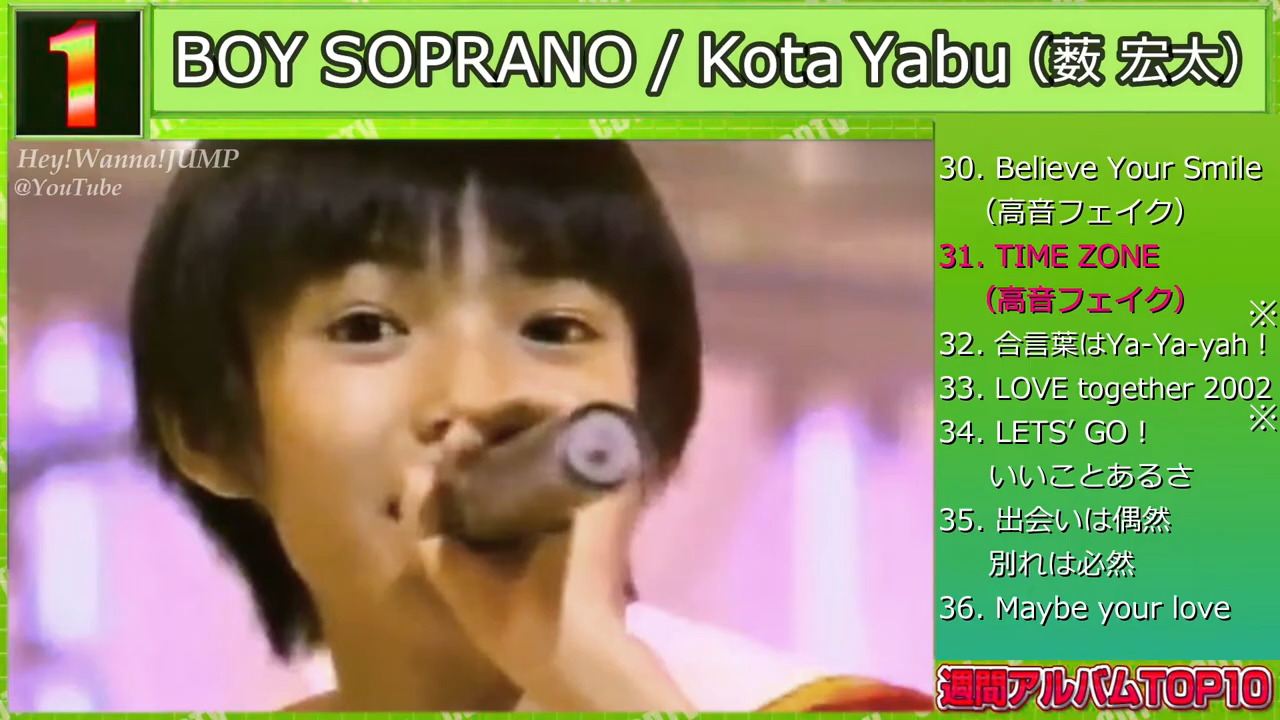 1
BOY SOPRANO / Kota Yabu（薮 宏太）
Hey!Wanna!JUMP
@YouTube
30. Believe Your Smile
（高音フェイク）
31. TIME ZONE
（高音フェイク）
※
32. 合言葉はYa-Ya-yah！
33. LOVE together 2002
※
34. LETS’ GO！
いいことあるさ
35. 出会いは偶然
別れは必然
36. Maybe your love
週間アルバムTOP10